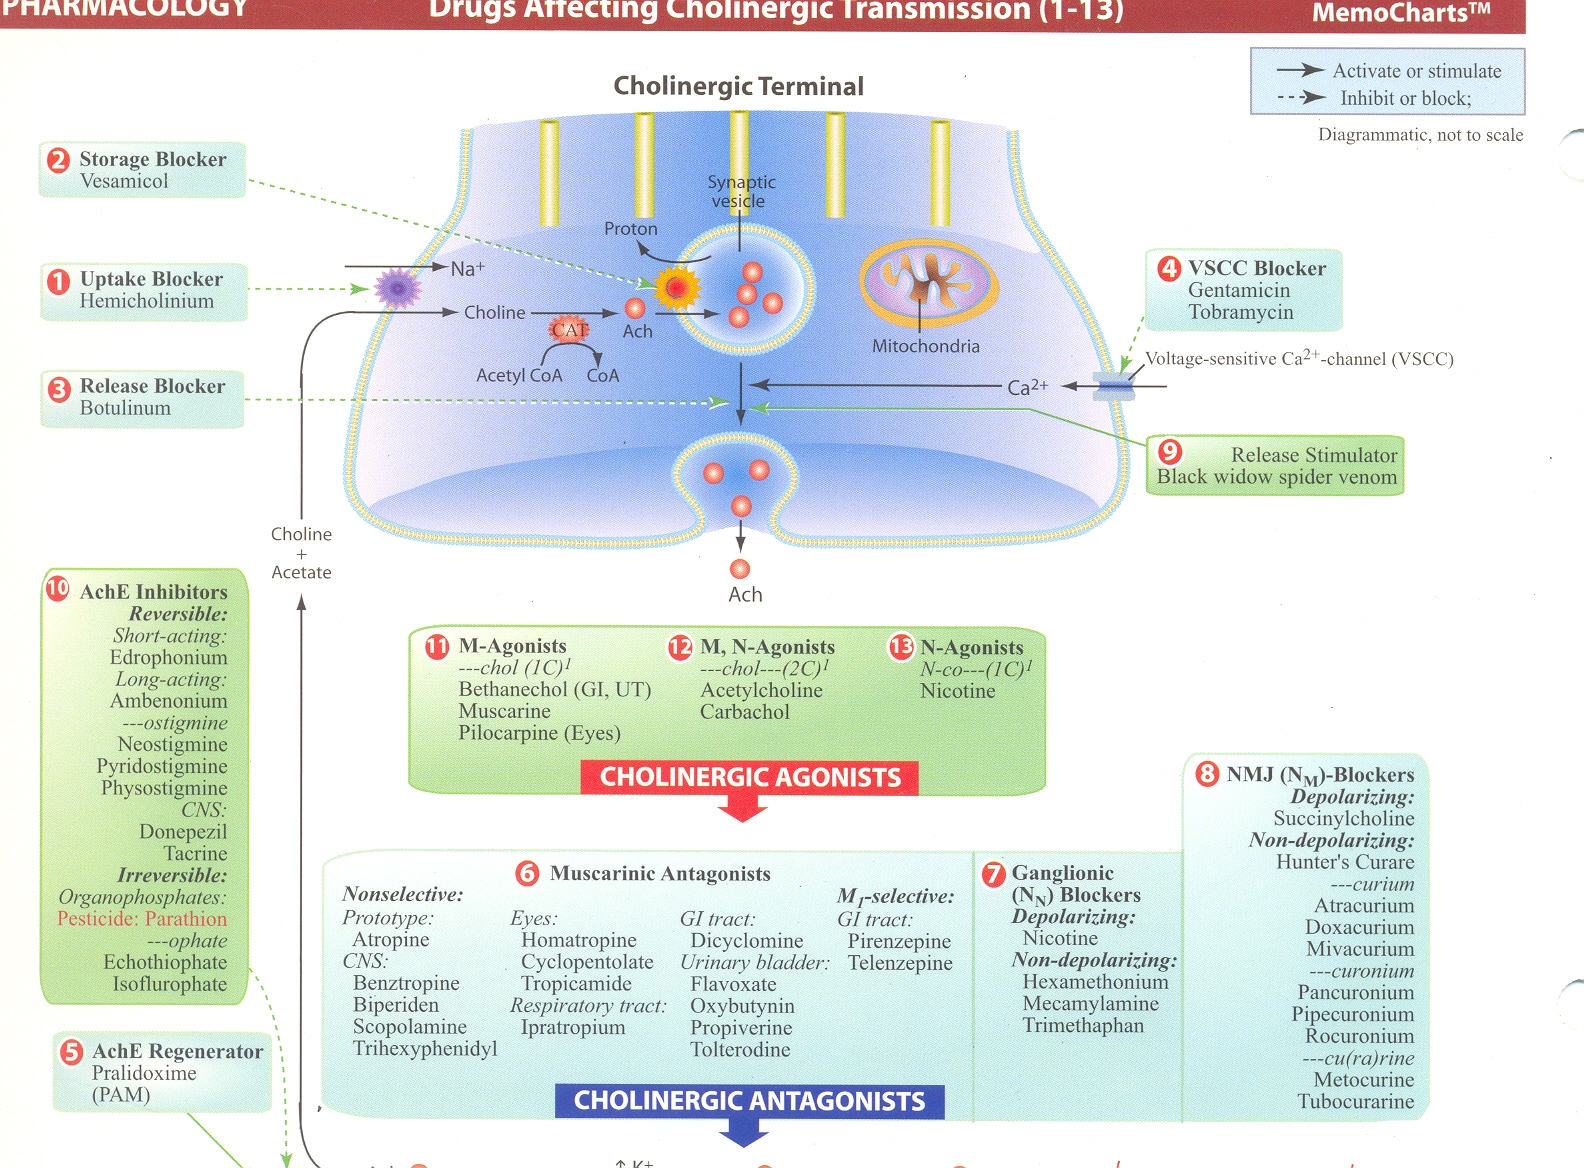 PHARMACOLOGY
Drugs Affecting Cholinergic Transmission (1-13)
MemoCharts™
Activate or stimulate
Inhibit or block;
Diagrammatic, not to scale
Cholinergic Terminal
2 Storage Blocker
Vesamicol
1 Uptake Blocker
Hemicholinium
3 Release Blocker
Botulinum
Synaptic
vesicle
Proton
Na⁺
Choline
CAT
Ach
Acetyl CoA
CoA
Mitochondria
Ca²⁺
4 VSCC Blocker
Gentamicin
Tobramycin
Voltage-sensitive Ca²⁺-channel (VSCC)
9 Release Stimulator
Black widow spider venom
Choline
+
Acetate
Ach
10 AchE Inhibitors
Reversible:
Short-acting:
Edrophonium
Long-acting:
Ambenonium
---ostigmine
Neostigmine
Pyridostigmine
Physostigmine
CNS:
Donepezil
Tacrine
Irreversible:
Organophosphates:
Pesticide: Parathion
---ophate
Echothiophate
Isoflurophate
5 AchE Regenerator
Pralidoxime
(PAM)
11 M-Agonists
---chol (1C)¹
Bethanechol (GI, UT)
Muscarine
Pilocarpine (Eyes)
12 M, N-Agonists
---chol---(2C)¹
Acetylcholine
Carbachol
13 N-Agonists
N-co---(1C)¹
Nicotine
CHOLINERGIC AGONISTS
6 Muscarinic Antagonists
Nonselective:
Prototype:
Atropine
CNS:
Benztropine
Biperiden
Scopolamine
Trihexyphenidyl
Eyes:
Homatropine
Cyclopentolate
Tropicamide
Respiratory tract:
Ipratropium
GI tract:
Dicyclomine
Urinary bladder:
Flavoxate
Oxybutynin
Propiverine
Tolterodine
M₁-selective:
GI tract:
Pirenzepine
Telenzepine
7 Ganglionic
(N_N) Blockers
Depolarizing:
Nicotine
Non-depolarizing:
Hexamethonium
Mecamylamine
Trimethaphan
8 NMJ (N_M)-Blockers
Depolarizing:
Succinylcholine
Non-depolarizing:
Hunter's Curare
---curium
Atracurium
Doxacurium
Mivacurium
---curonium
Pancuronium
Pipecuronium
Rocuronium
---cu(ra)rine
Metocurine
Tubocurarine
CHOLINERGIC ANTAGONISTS
↑ K⁺